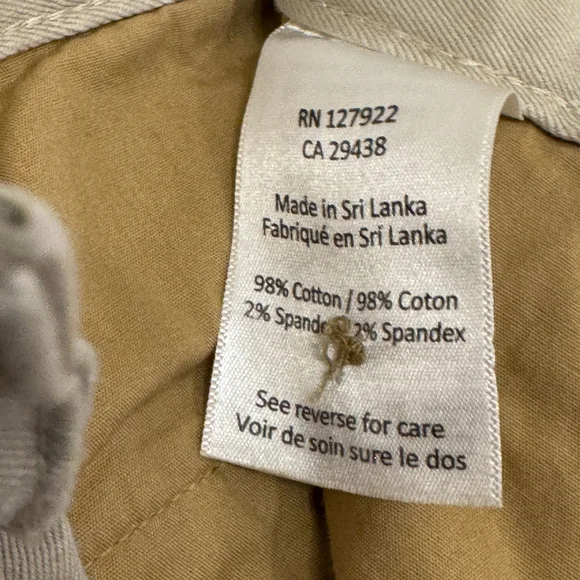 RN 127922
CA 29438
Made in Sri Lanka
Fabriqué en Sri Lanka
98% Cotton / 98% Coton
2% 2% Spandex
See reverse for care
Voir de soin sure le dos